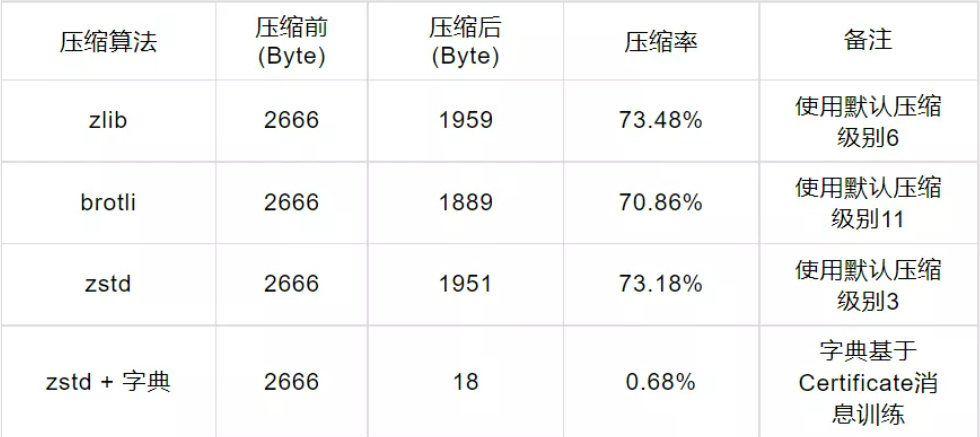 压缩算法
压缩前
(Byte)
压缩后
(Byte)
压缩率
备注
zlib
2666
1959
73.48%
使用默认压缩
级别6
brotli
2666
1889
70.86%
使用默认压缩
级别11
zstd
2666
1951
73.18%
使用默认压缩
级别3
zstd + 字典
2666
18
0.68%
字典基于
Certificate消
息训练